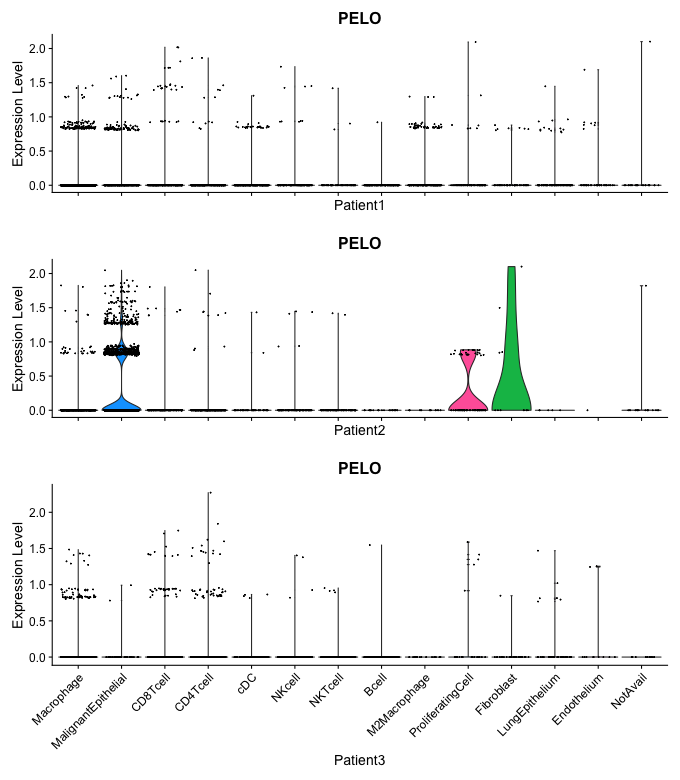 PELO
Expression Level
2.0
1.5
1.0
0.5
0.0
Patient1
PELO
Expression Level
2.0
1.5
1.0
0.5
0.0
Patient2
PELO
Expression Level
2.0
1.5
1.0
0.5
0.0
Macrophage
MalignantEpithelial
CD8Tcell
CD4Tcell
cDC
NKcell
NKTcell
Bcell
M2Macrophage
ProliferatingCell
Fibroblast
LungEpithelium
Endothelium
NotAvail
Patient3